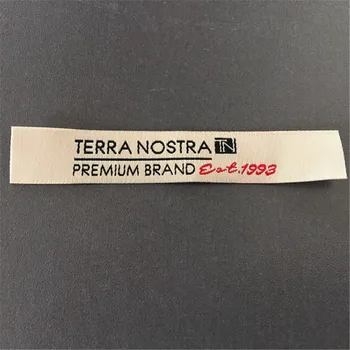 TERRA NOSTRA TN
PREMIUM BRAND Est.1993